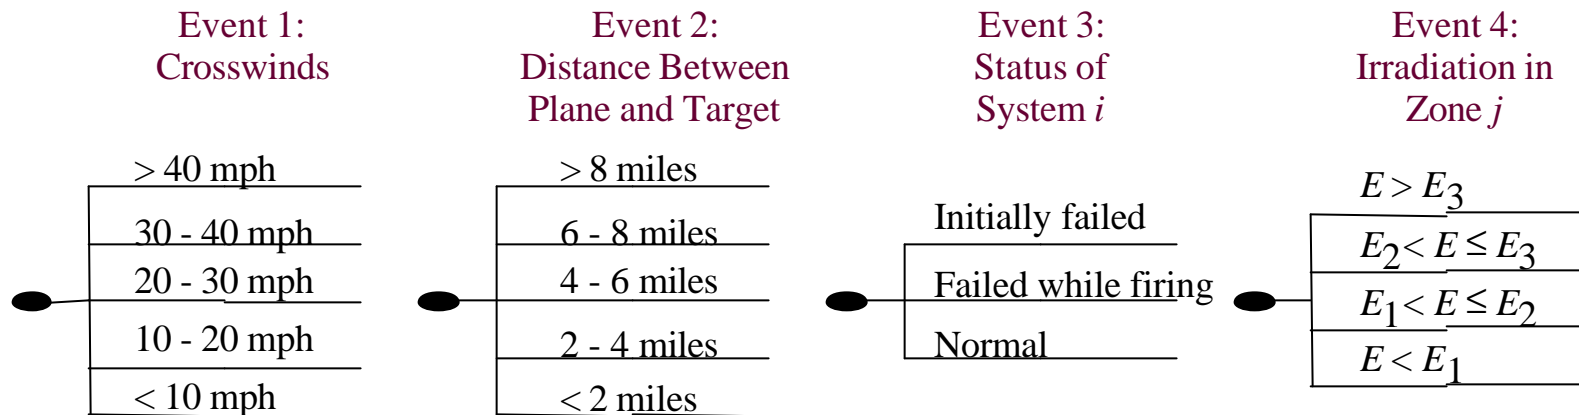 Event 1:
Crosswinds
> 40 mph
30 - 40 mph
20 - 30 mph
10 - 20 mph
< 10 mph
Event 2:
Distance Between
Plane and Target
> 8 miles
6 - 8 miles
4 - 6 miles
2 - 4 miles
< 2 miles
Event 3:
Status of
System i
Initially failed
Failed while firing
Normal
Event 4:
Irradiation in
Zone j
E > E3
E2 < E ≤ E3
E1 < E ≤ E2
E < E1